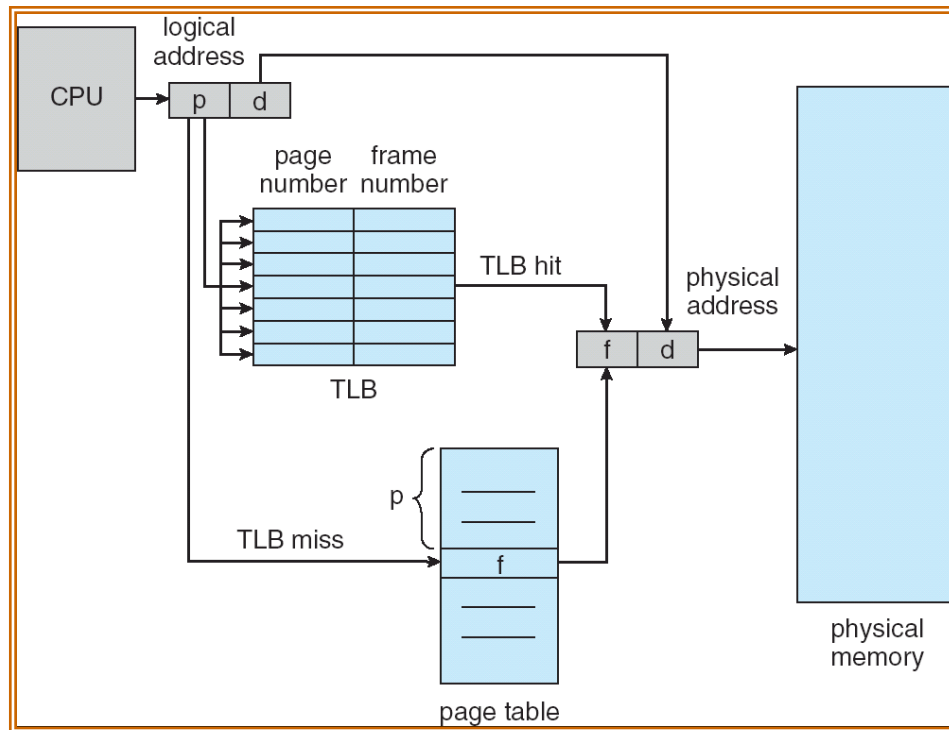 logical
address
CPU
p
d
page
number
frame
number
TLB hit
physical
address
f
d
TLB
p
TLB miss
f
physical
memory
page table